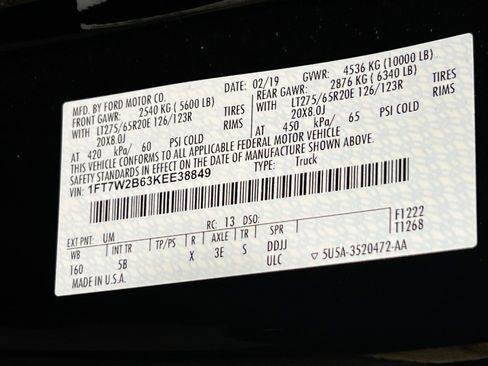 MFD. BY FORD MOTOR CO. DATE: 02/19 GVWR: 4536 KG (10000 LB)
FRONT GAWR: 2540 KG (5600 LB) REAR GAWR: 2876 KG (6340 LB)
WITH LT275/65R20E 126/123R TIRES WITH LT275/65R20E 126/123R TIRES
20X8.0J RIMS 20X8.0J RIMS
AT 420 kPa/ 60 PSI COLD AT 450 kPa/ 65 PSI COLD
THIS VEHICLE CONFORMS TO ALL APPLICABLE FEDERAL MOTOR VEHICLE
SAFETY STANDARDS IN EFFECT ON THE DATE OF MANUFACTURE SHOWN ABOVE.
VIN: 1FT7W2B63KEE38849 TYPE: Truck
EXT PNT: UM RC: 13 DSO: F1222
WB INT TR TP/PS R AXLE TR SPR T1268
160 5B X 3E S DDJJ
MADE IN U.S.A. ULC ▽ 5U5A-3520472-AA